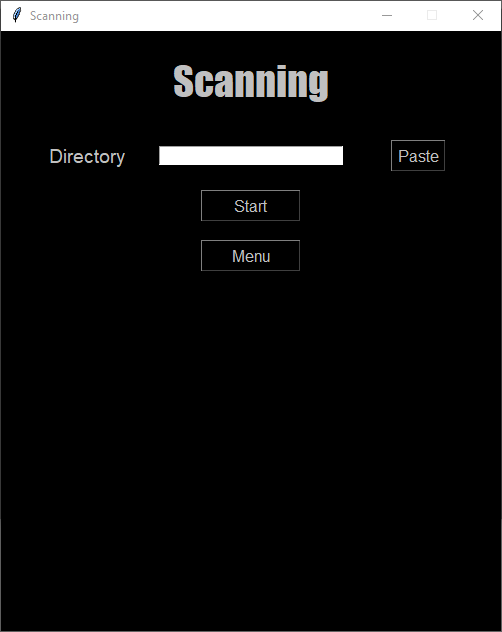 Scanning
Scanning
Directory Paste
Start
Menu